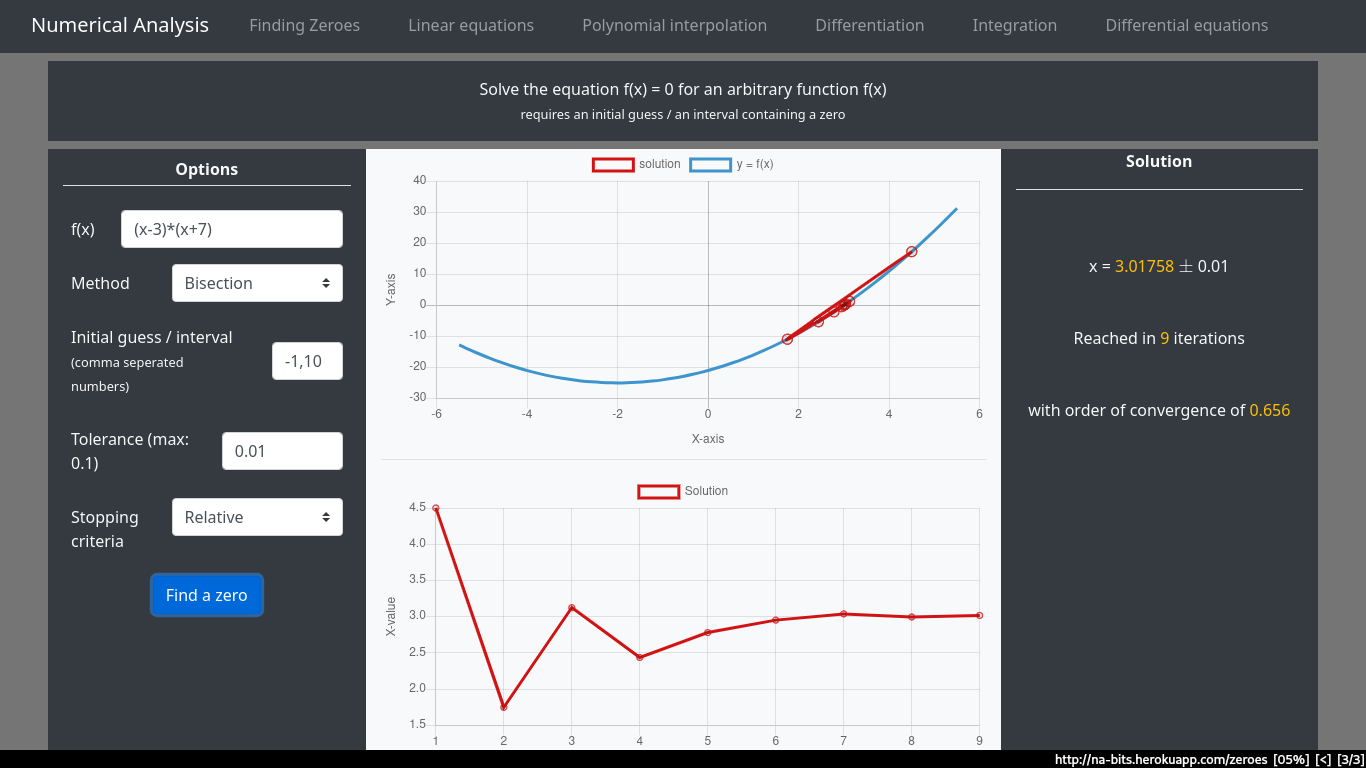 Numerical Analysis Finding Zeroes Linear equations Polynomial interpolation Differentiation Integration Differential equations
Solve the equation f(x) = 0 for an arbitrary function f(x)
requires an initial guess / an interval containing a zero
Options
f(x) (x-3)*(x+7)
Method Bisection
Initial guess / interval
(comma seperated
numbers)
-1,10
Tolerance (max:
0.1)
0.01
Stopping
criteria
Relative
Find a zero
solution y = f(x)
40
30
20
10
0
-10
-20
-30
Y-axis
-6 -4 -2 0 2 4 6
X-axis
Solution
4.5
4.0
3.5
3.0
2.5
2.0
1.5
X-value
1 2 3 4 5 6 7 8 9
Solution
x = 3.01758 ± 0.01
Reached in 9 iterations
with order of convergence of 0.656
http://na-bits.herokuapp.com/zeroes [05%] [<] [3/3]